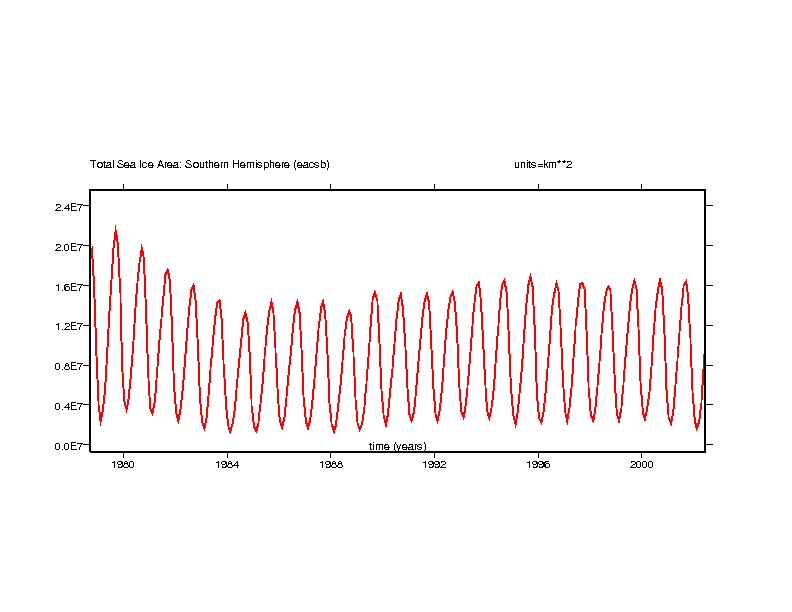 Total Sea Ice Area: Southern Hemisphere (eacsb) units=km**2
2.4E7
2.0E7
1.6E7
1.2E7
0.8E7
0.4E7
0.0E7
time (years)
1980 1984 1988 1992 1996 2000